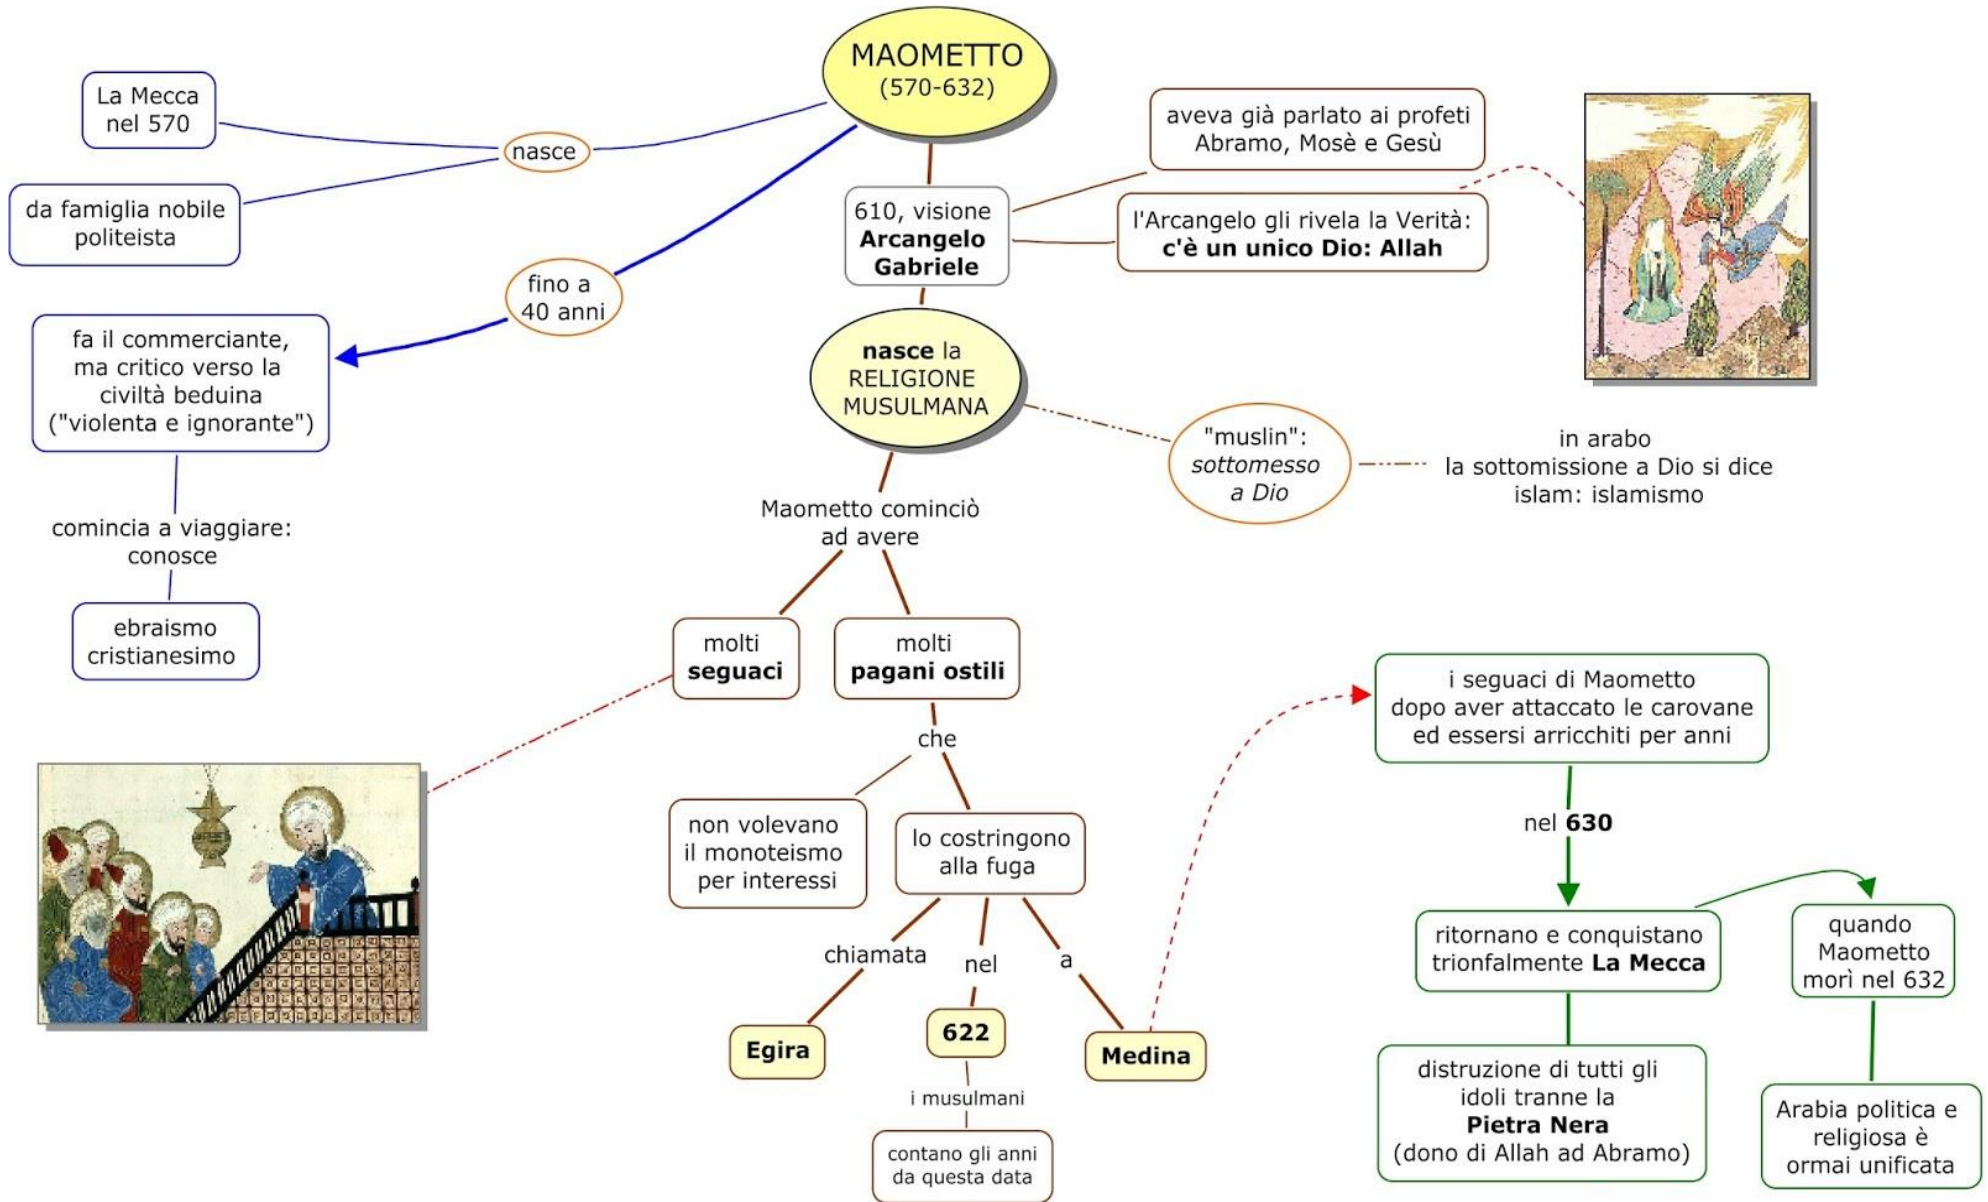 MAOMETTO
(570-632)
nasce
La Mecca
nel 570
da famiglia nobile
politeista
fino a
40 anni
fa il commerciante,
ma critico verso la
civiltà beduina
("violenta e ignorante")
comincia a viaggiare:
conosce
ebraismo
cristianesimo
610, visione
Arcangelo
Gabriele
aveva già parlato ai profeti
Abramo, Mosè e Gesù
l'Arcangelo gli rivela la Verità:
c'è un unico Dio: Allah
nasce la
RELIGIONE
MUSULMANA
"muslin":
sottomesso
a Dio
in arabo
la sottomissione a Dio si dice
islam: islamismo
Maometto cominciò
ad avere
molti
seguaci
molti
pagani ostili
che
non volevano
il monoteismo
per interessi
lo costringono
alla fuga
chiamata
Egira
nel
622
i musulmani
contano gli anni
da questa data
a
Medina
i seguaci di Maometto
dopo aver attaccato le carovane
ed essersi arricchiti per anni
nel 630
ritornano e conquistano
trionfalmente La Mecca
distruzione di tutti gli
idoli tranne la
Pietra Nera
(dono di Allah ad Abramo)
quando
Maometto
morì nel 632
Arabia politica e
religiosa è
ormai unificata